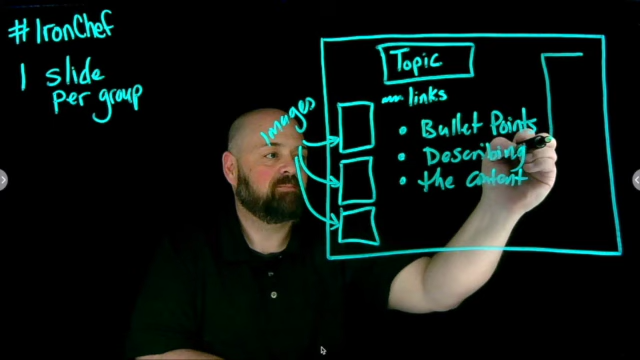 #IronChef
1 slide
per group
Images
Topic
links
• Bullet Points
• Describing
• the content